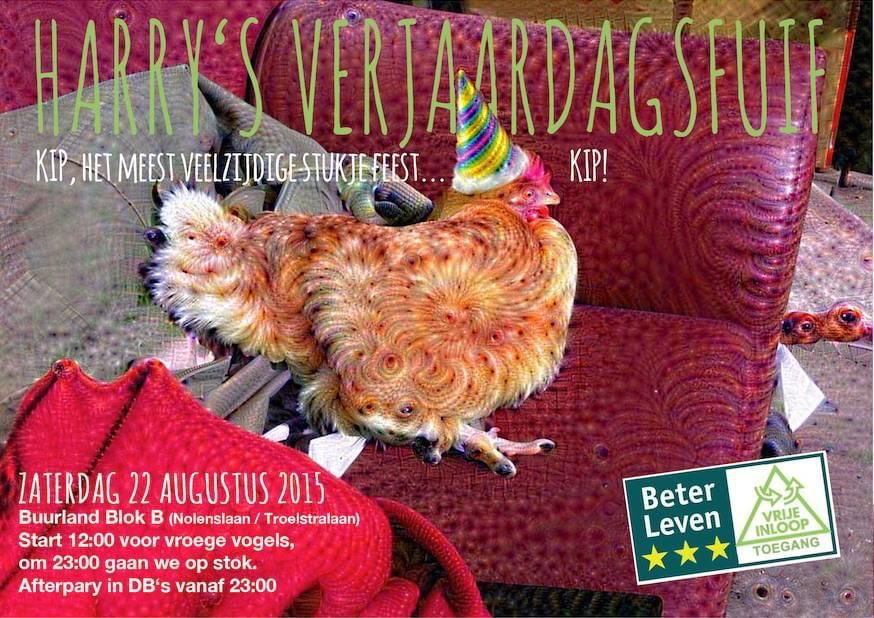 HARRY'S VERJAARDAGSFUIF
KIP, HET MEEST VEELZIJDIGE STUKJE FEEST... KIP!
ZATERDAG 22 AUGUSTUS 2015
Buurland Blok B (Nolenslaan / Troelstralaan)
Start 12:00 voor vroege vogels,
om 23:00 gaan we op stok.
Afterpary in DB's vanaf 23:00
Beter
Leven
VRIJE
INLOOP
TOEGANG